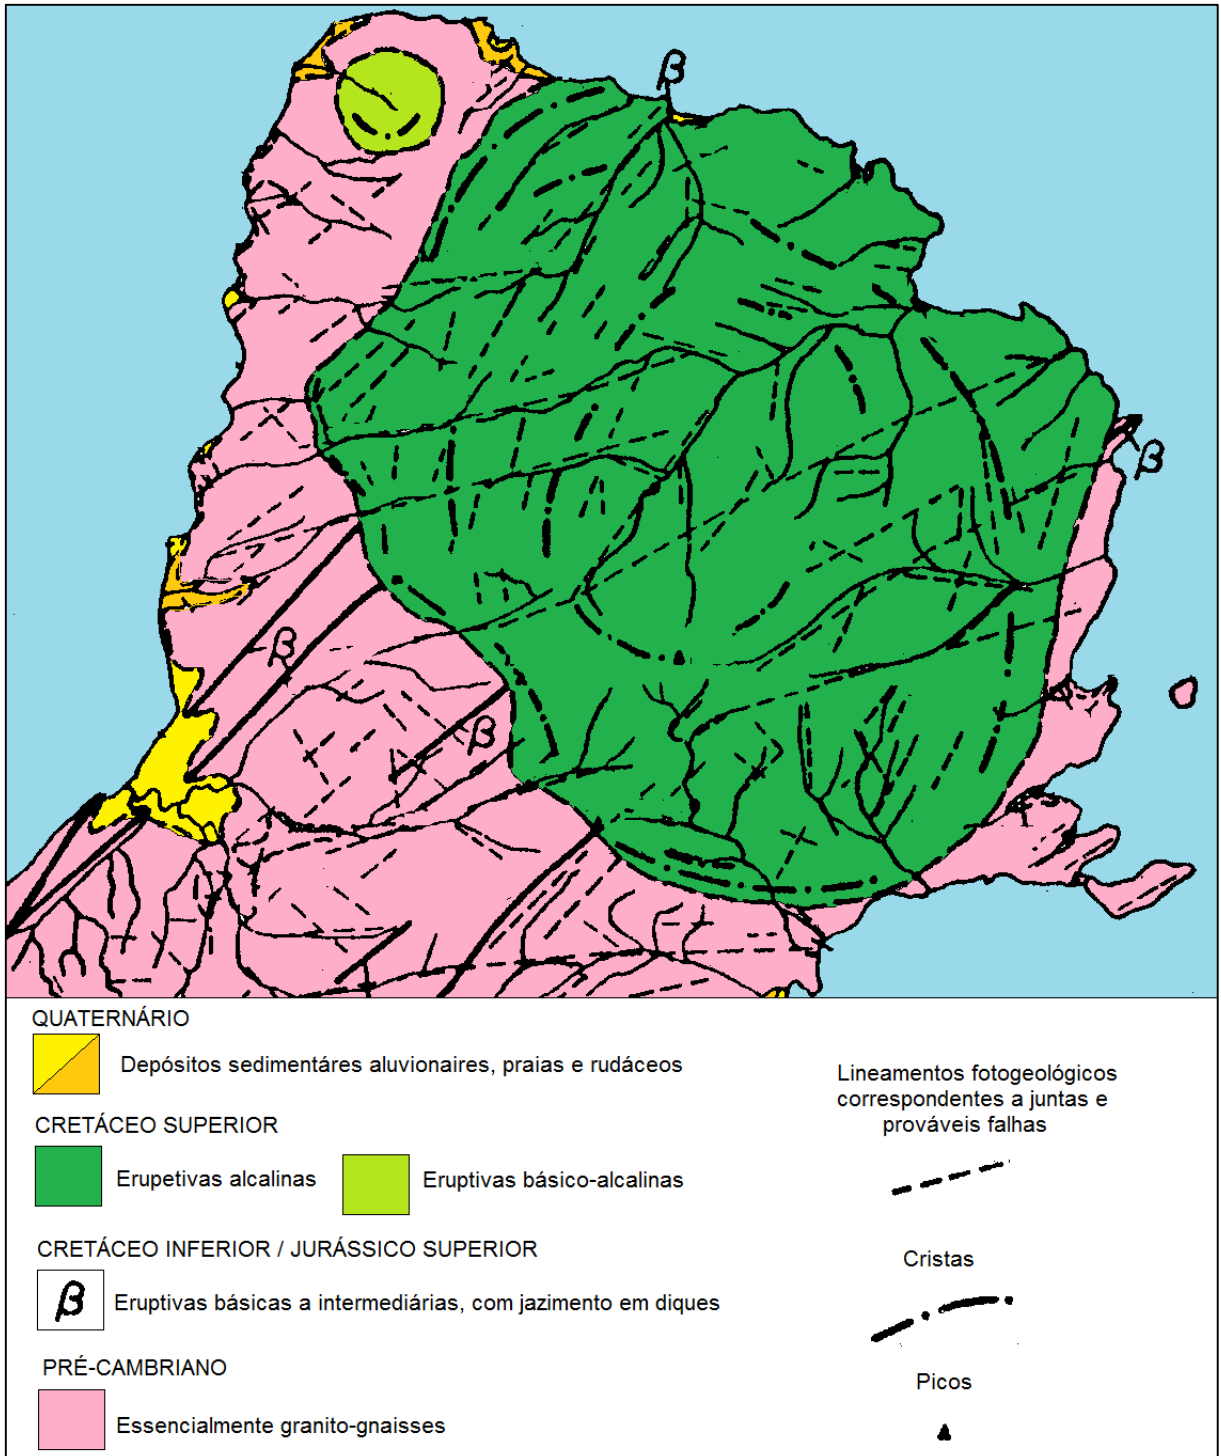 β
β
β
β
QUATERNÁRIO
Depósitos sedimentáres aluvionaires, praias e rudáceos
CRETÁCEO SUPERIOR
Erupetivas alcalinas
Eruptivas básico-alcalinas
CRETÁCEO INFERIOR / JURÁSSICO SUPERIOR
β
Eruptivas básicas a intermediárias, com jazimento em diques
PRÉ-CAMBRIANO
Essencialmente granito-gnaisses
Lineamentos fotogeológicos
correspondentes a juntas e
prováveis falhas
Cristas
Picos